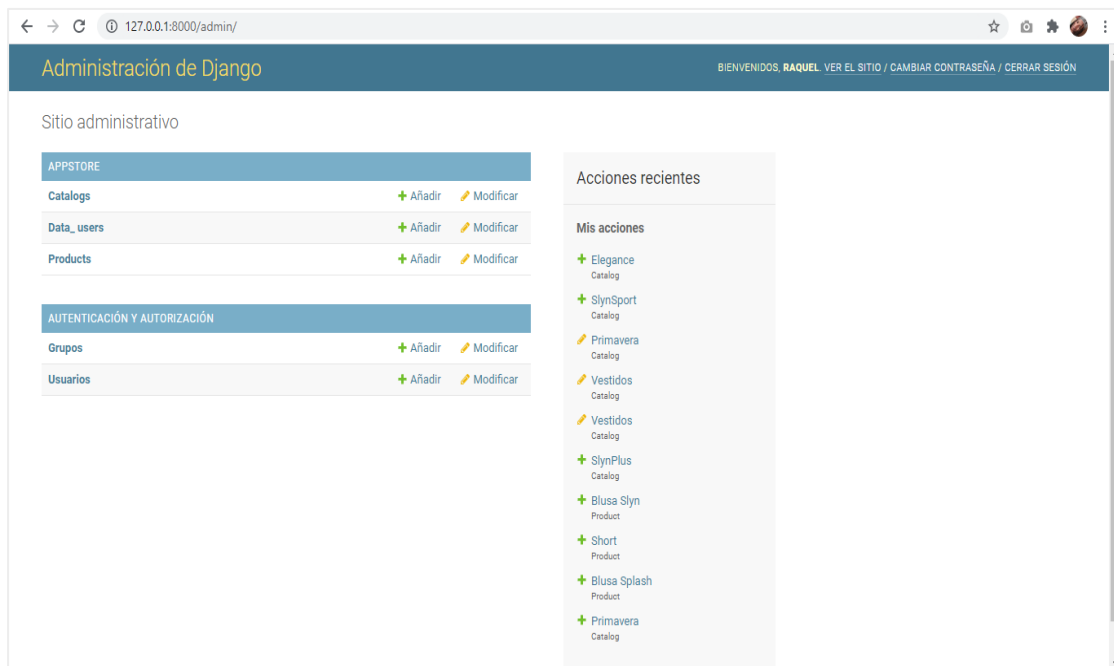 127.0.0.1:8000/admin/
Administración de Django
BIENVENIDOS, RAQUEL. VER EL SITIO / CAMBIAR CONTRASEÑA / CERRAR SESIÓN
Sitio administrativo
APPSTORE
Catalogs Añadir Modificar
Data_ users Añadir Modificar
Products Añadir Modificar
AUTENTICACIÓN Y AUTORIZACIÓN
Grupos Añadir Modificar
Usuarios Añadir Modificar
Acciones recientes
Mis acciones
Elegance
Catalog
SlynSport
Catalog
Primavera
Catalog
Vestidos
Catalog
Vestidos
Catalog
SlynPlus
Catalog
Blusa Slyn
Product
Short
Product
Blusa Splash
Product
Primavera
Catalog